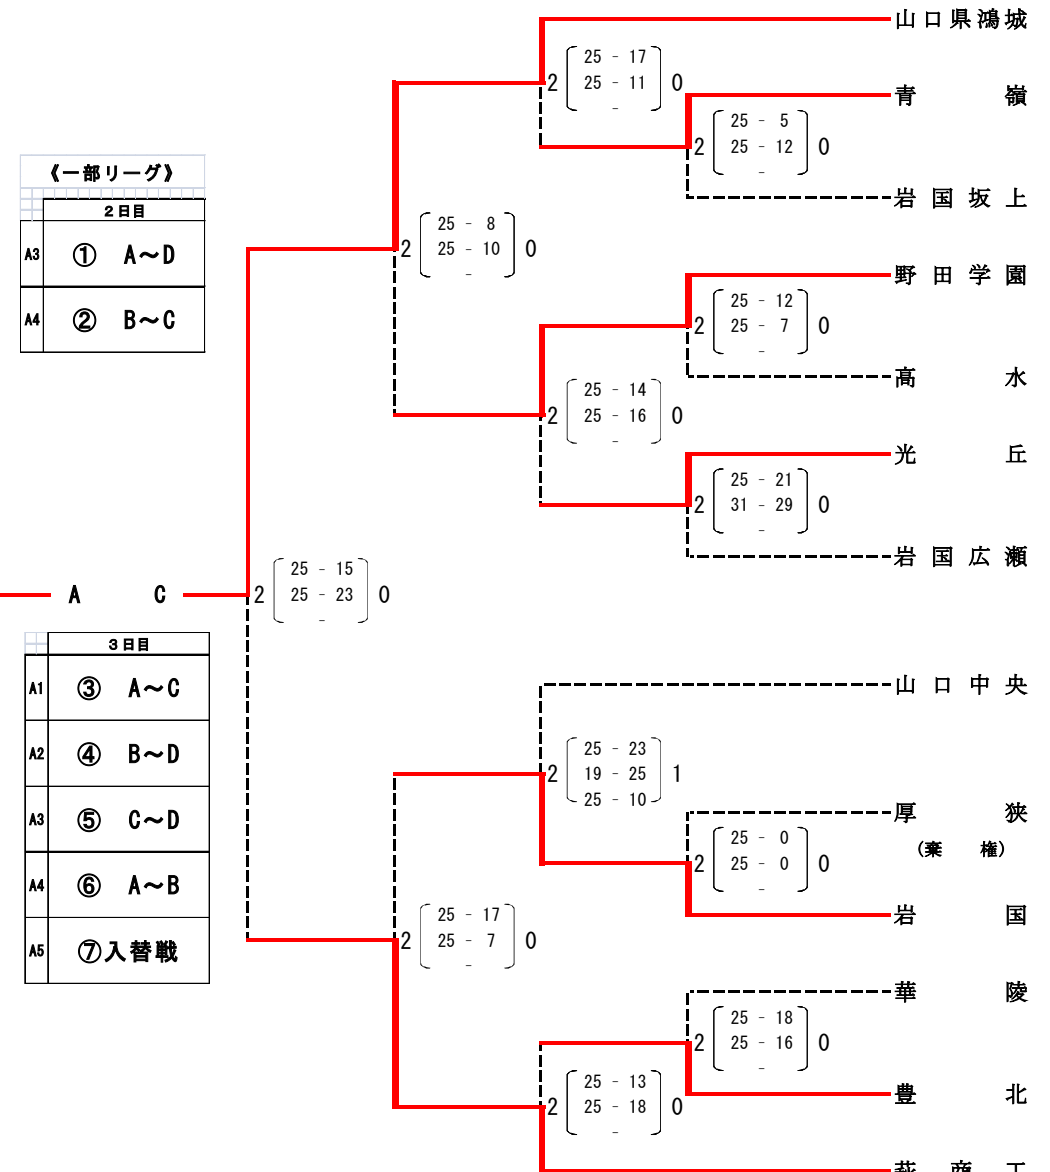 山口県鴻城
2 25 - 17 0
25 - 11
-
青嶺
2 25 - 5 0
25 - 12
-
岩国坂上
《一部リーグ》
2日目
A3 ① A～D
A4 ② B～C
2 25 - 8 0
25 - 10
-
野田学園
2 25 - 12 0
25 - 7
-
高水
2 25 - 14 0
25 - 16
-
光丘
2 25 - 21 0
31 - 29
-
岩国広瀬
A C
2 25 - 15 0
25 - 23
-
3日目
A1 ③ A～C
A2 ④ B～D
A3 ⑤ C～D
A4 ⑥ A～B
A5 ⑦入替戦
山口中央
2 25 - 23 1
19 - 25
25 - 10
厚狭
(棄権)
2 25 - 0 0
25 - 0
-
岩国
2 25 - 17 0
25 - 7
-
華陵
2 25 - 18 0
25 - 16
-
豊北
2 25 - 13 0
25 - 18
-
萩商工